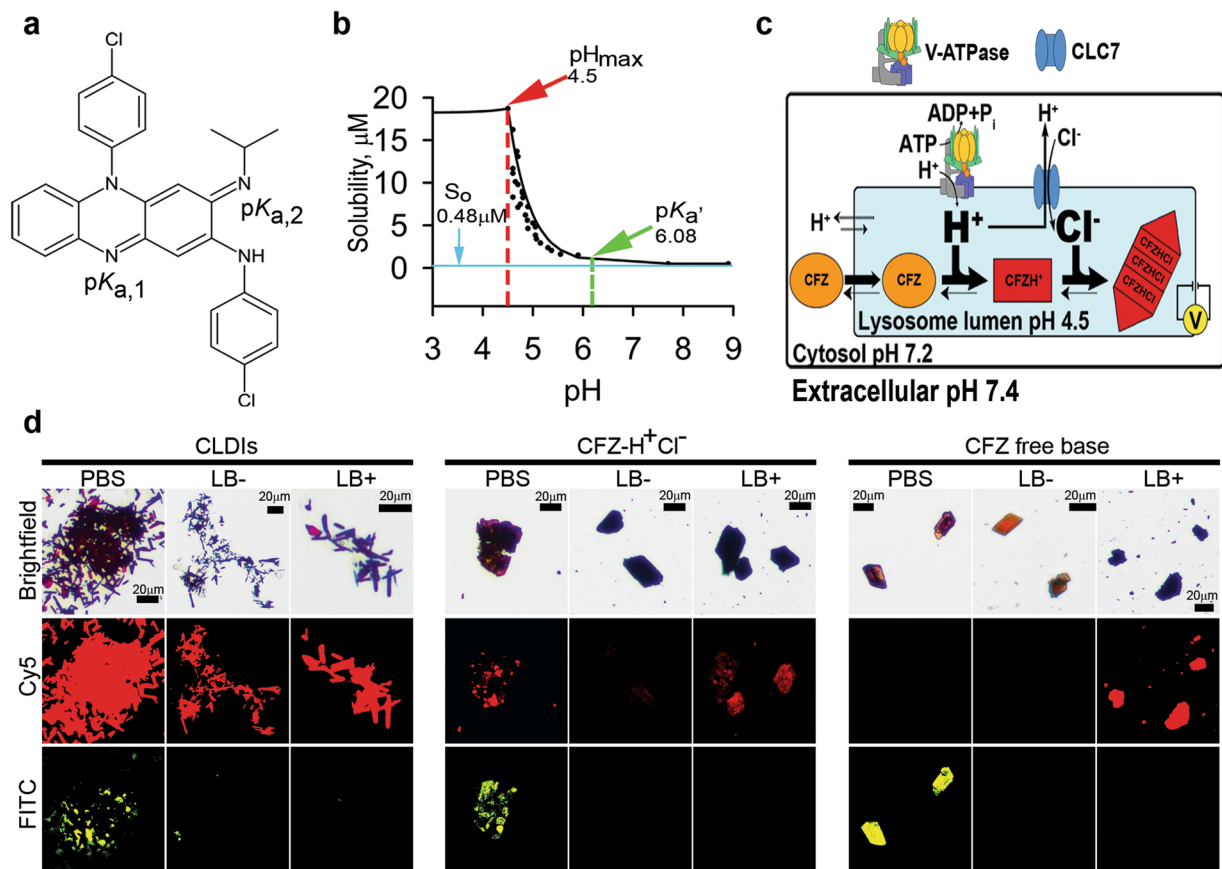 a
Cl
N
N
N
NH
Cl
pKa,2
pKa,1
b
pHmax
4.5
Solubility, μM
20
15
10
5
0
So
0.48μM
pKa'
6.08
3 4 5 6 7 8 9
pH
c
V-ATPase
CLC7
ADP+Pi
H+
ATP
Cl-
H+
H+
H+
Cl-
CFZ
CFZ
CFZH+
CFZHCl
CFZHCl
CFZHCl
V
Lysosome lumen pH 4.5
Cytosol pH 7.2
Extracellular pH 7.4
d
CLDIs
CFZ-H+Cl-
CFZ free base
PBS LB- LB+
PBS LB- LB+
PBS LB- LB+
Brightfield
20μm
20μm
20μm
20μm
20μm
20μm
20μm
20μm
20μm
Cy5
FITC